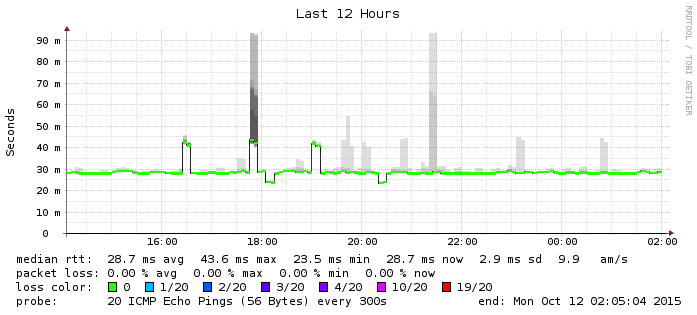 Last 12 Hours
RRDTOOL / TOBI OETIKER
Seconds
90 m
80 m
70 m
60 m
50 m
40 m
30 m
20 m
10 m
0
16:00 18:00 20:00 22:00 00:00 02:00
median rtt: 28.7 ms avg 43.6 ms max 23.5 ms min 28.7 ms now 2.9 ms sd 9.9 am/s
packet loss: 0.00 % avg 0.00 % max 0.00 % min 0.00 % now
loss color: 0 1/20 2/20 3/20 4/20 10/20 19/20
probe: 20 ICMP Echo Pings (56 Bytes) every 300s end: Mon Oct 12 02:05:04 2015